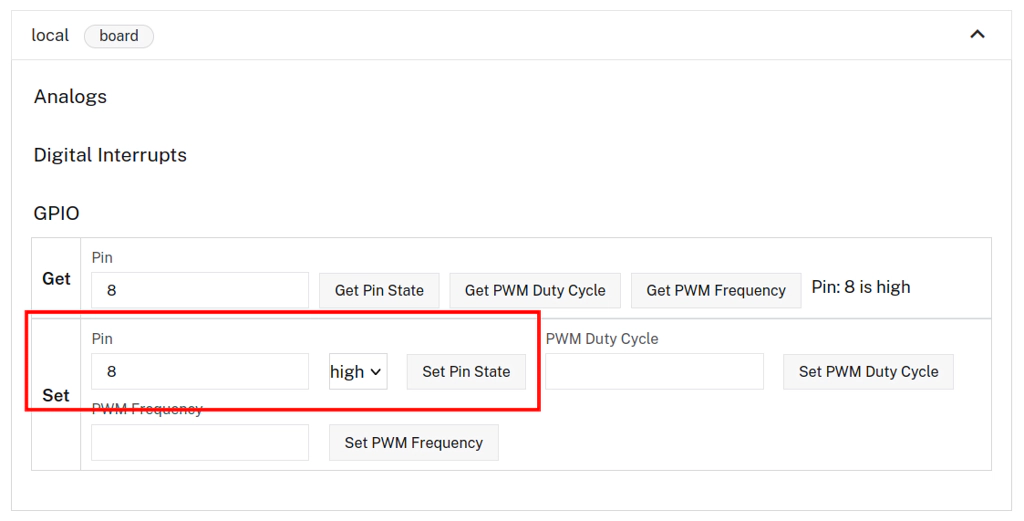 local board
Analogs
Digital Interrupts
GPIO
Get
Pin
8 Get Pin State Get PWM Duty Cycle Get PWM Frequency Pin: 8 is high
Set
Pin PWM Duty Cycle
8 high Set Pin State Set PWM Duty Cycle
PWM Frequency
Set PWM Frequency